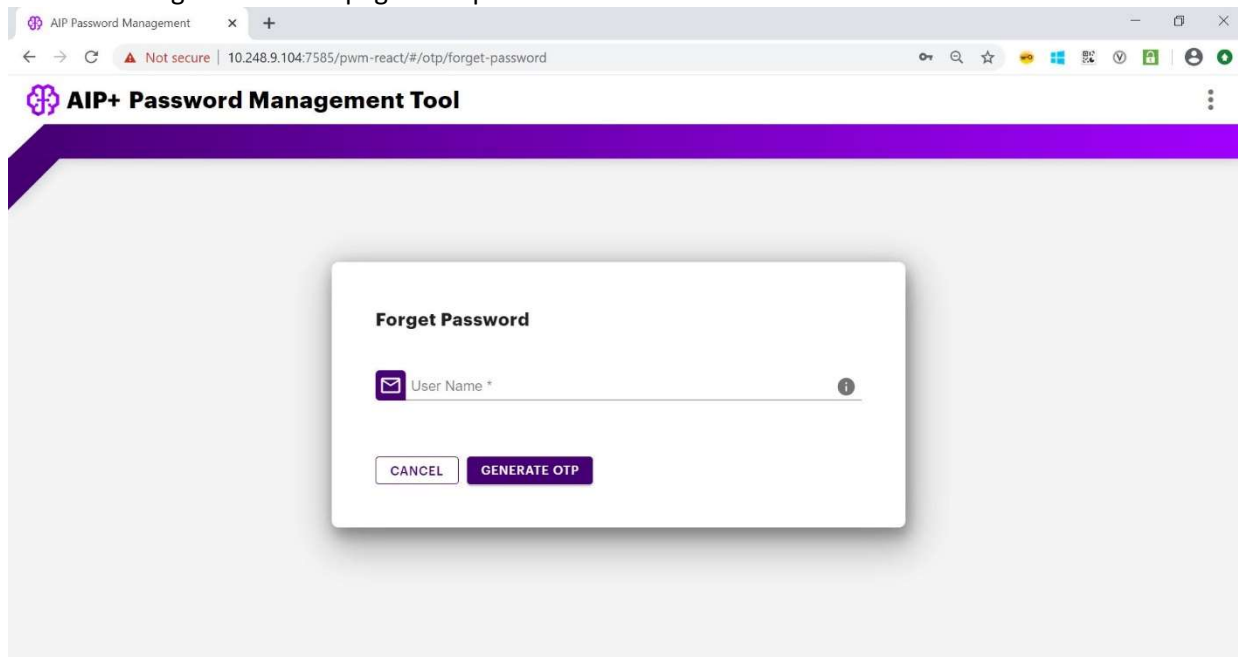 AIP Password Management
Not secure | 10.248.9.104:7585/pwm-react/#/otp/forget-password
AIP+ Password Management Tool
Forget Password
User Name *
CANCEL GENERATE OTP